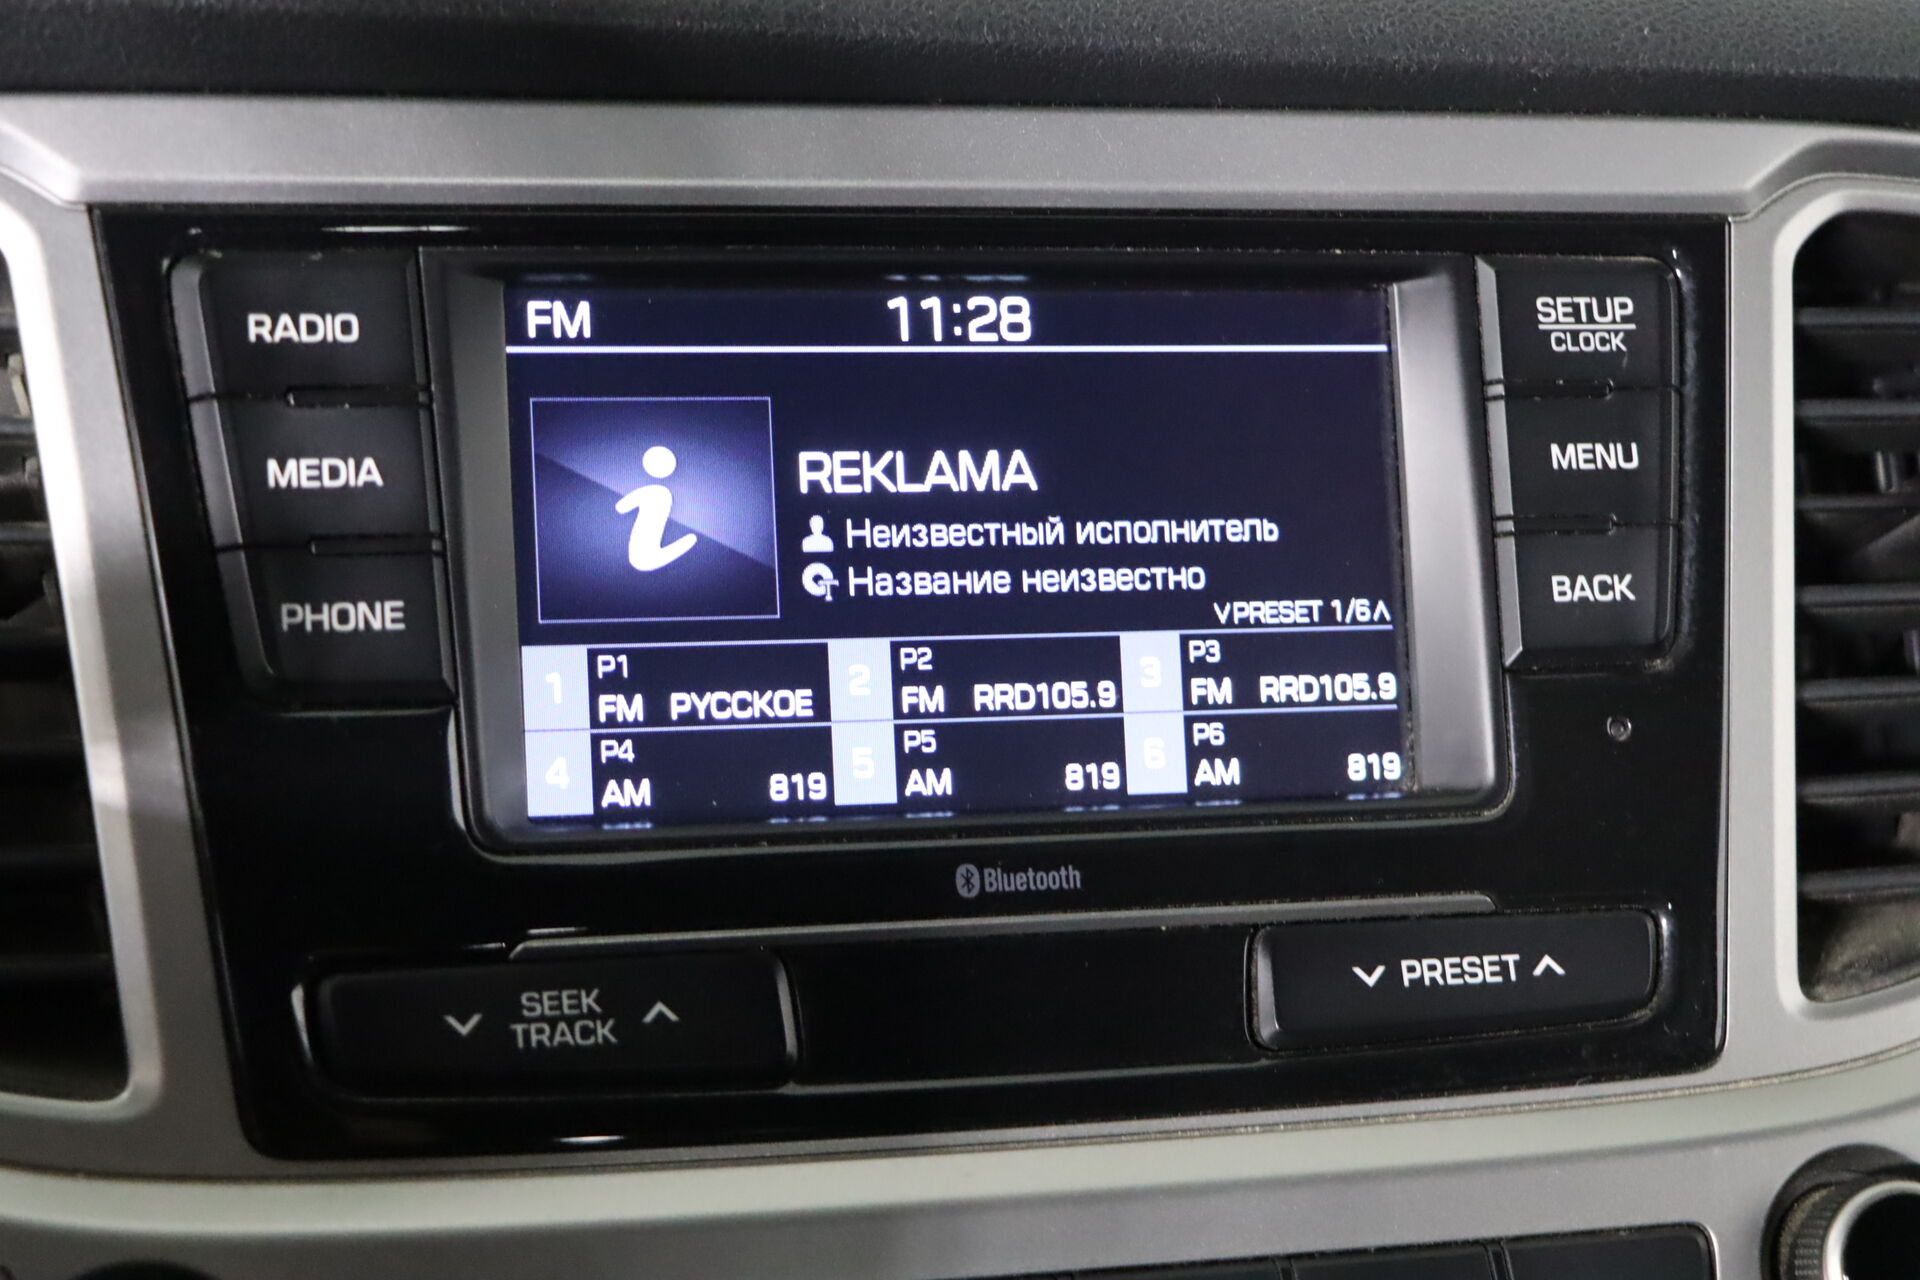 RADIO
MEDIA
PHONE
FM 11:28
REKLAMA
Неизвестный исполнитель
Название неизвестно
PRESET 1/6
1 P1 FM РУССКОЕ
2 P2 FM RRD105.9
3 P3 FM RRD105.9
4 P4 AM 819
5 P5 AM 819
6 P6 AM 819
SETUP
CLOCK
MENU
BACK
Bluetooth
SEEK
TRACK
PRESET